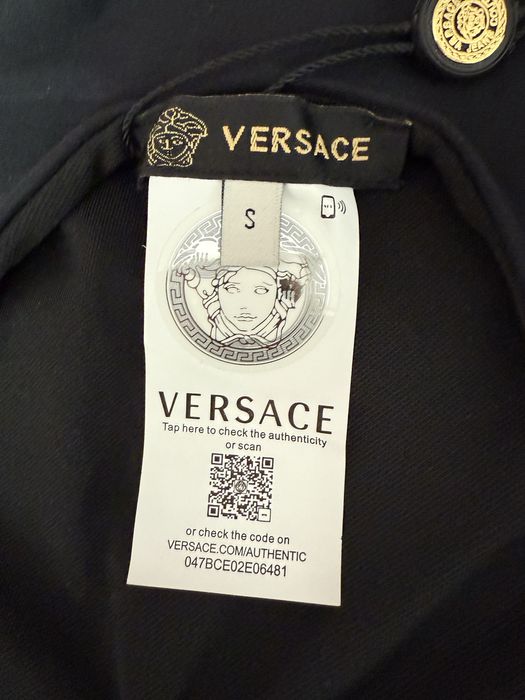 VERSACE
S
VERSACE
Tap here to check the authenticity
or scan
or check the code on
VERSACE.COM/AUTHENTIC
047BCE02E06481